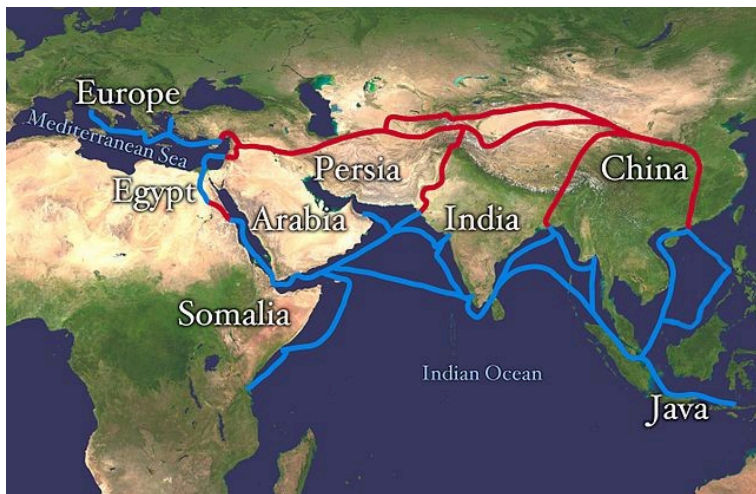 Europe
Mediterranean Sea
Egypt
Arabia
Persia
India
China
Somalia
Indian Ocean
Java